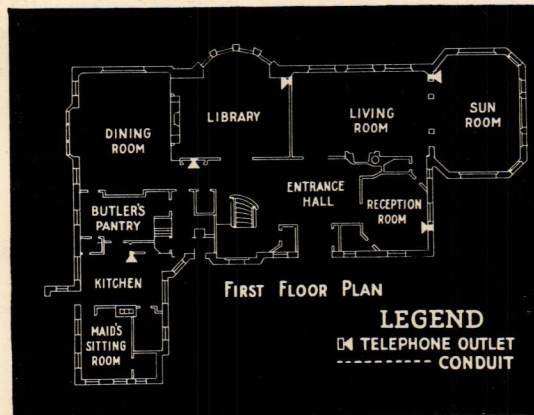 DINING
ROOM
LIBRARY
LIVING
ROOM
SUN
ROOM
ENTRANCE
HALL
RECEPTION
ROOM
BUTLER'S
PANTRY
KITCHEN
MAID'S
SITTING
ROOM
FIRST FLOOR PLAN
LEGEND
TELEPHONE OUTLET
CONDUIT